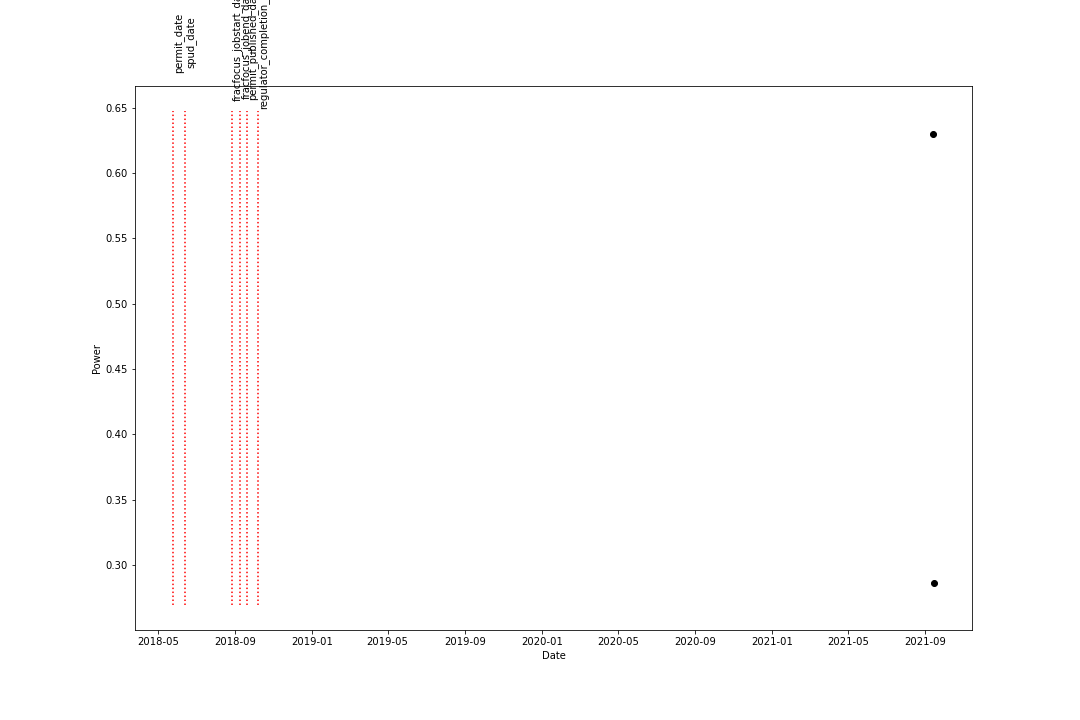 permit_date
spud_date
fracfocus_jobstart_da
fracfocus_jobend_da
permit_published_da
regulator_completion_
0.65
0.60
0.55
0.50
0.45
0.40
0.35
0.30
Power
2018-05
2018-09
2019-01
2019-05
2019-09
2020-01
2020-05
2020-09
2021-01
2021-05
2021-09
Date